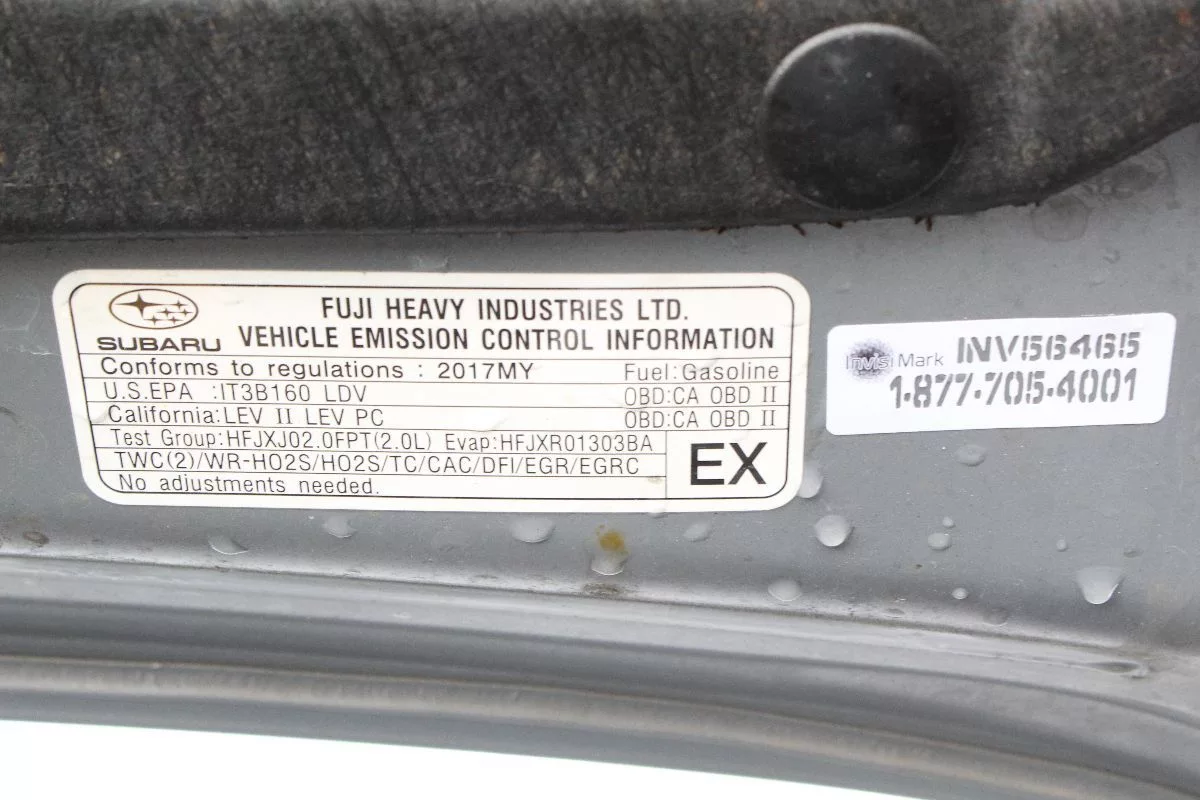 SUBARU
FUJI HEAVY INDUSTRIES LTD.
VEHICLE EMISSION CONTROL INFORMATION
Conforms to regulations : 2017MY Fuel:Gasoline
U.S.EPA :IT3B160 LDV OBD:CA OBD II
California:LEV II LEV PC OBD:CA OBD II
Test Group:HFJXJ02.0FPT(2.0L) Evap:HFJXR01303BA
TWC(2)/WR-HO2S/HO2S/TC/CAC/DFI/EGR/EGRC
No adjustments needed.
EX
InvisiMark INV56465
1-877-705-4001